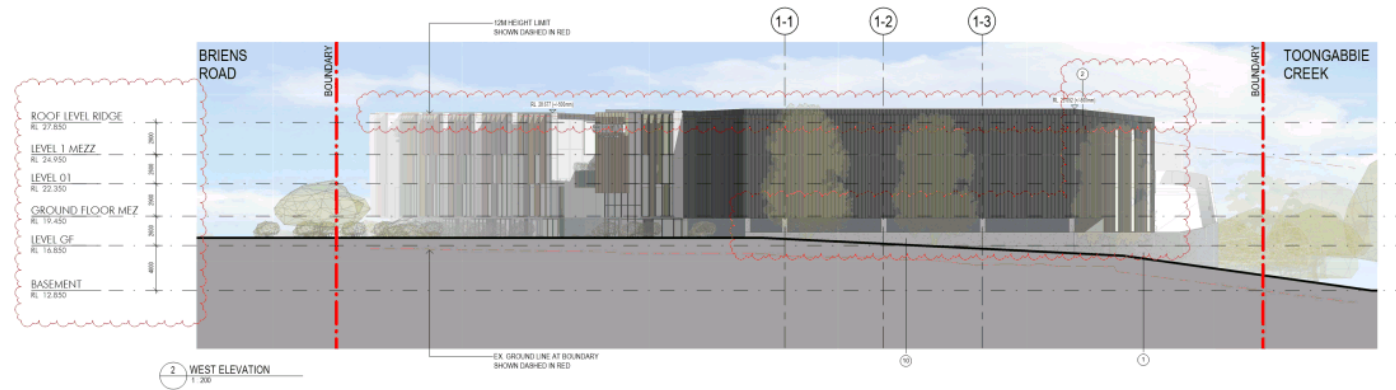 12M HEIGHT LIMIT
SHOWN DASHED IN RED
1-1
1-2
1-3
BRIENS
ROAD
BOUNDARY
BOUNDARY
TOONGABBIE
CREEK
2
ROOF LEVEL RIDGE
RL 27.850
2900
LEVEL 1 MEZZ
RL 24.950
LEVEL 01
RL 22.350
2900
GROUND FLOOR MEZ
RL 19.450
LEVEL GF
RL 16.850
4000
BASEMENT
RL 12.850
EX. GROUND LINE AT BOUNDARY
SHOWN DASHED IN RED
10
1
2
WEST ELEVATION
1 : 200